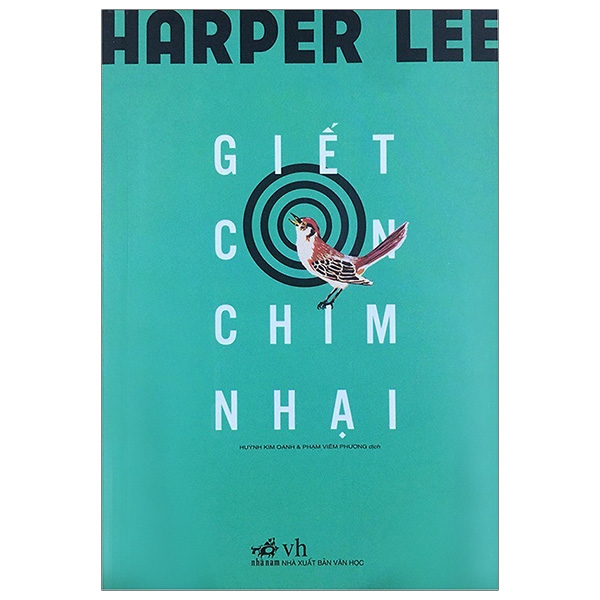 HARPER LEE
GIẾT
CON
CHIM
NHẠI
HUỲNH KIM OANH & PHẠM VIÊM PHƯƠNG dịch
vh
nhã nam NHÀ XUẤT BẢN VĂN HỌC